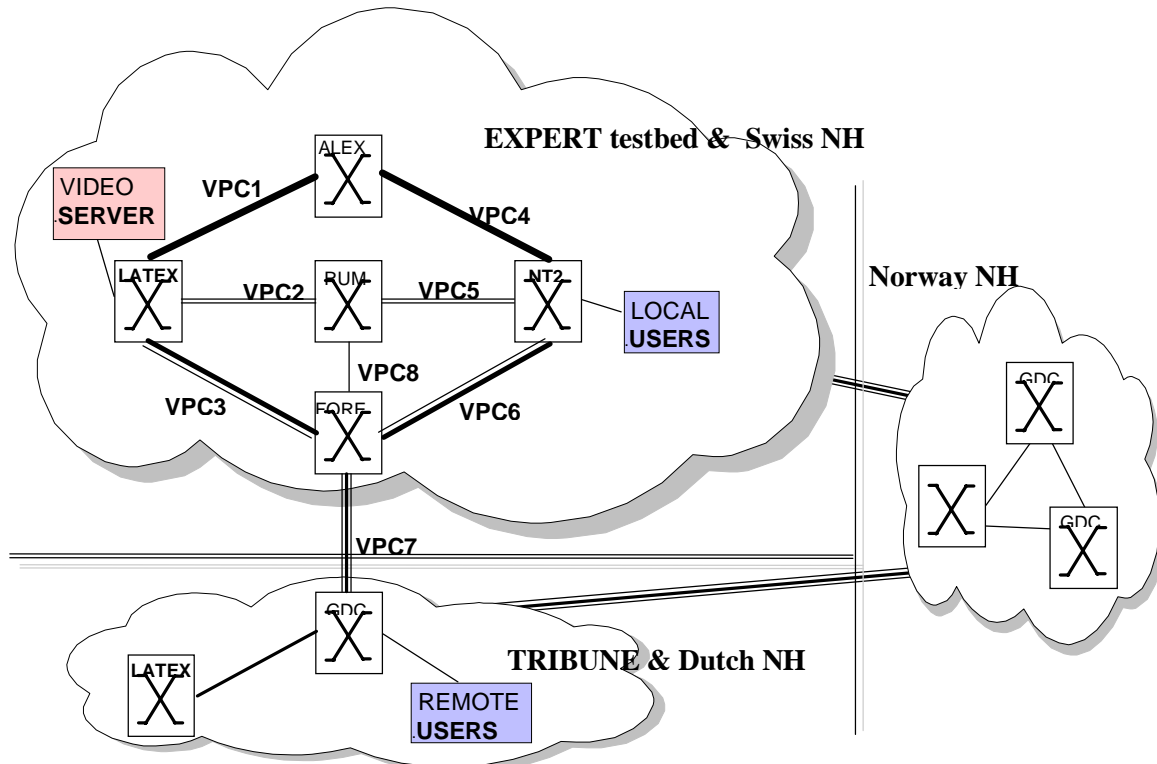 EXPERT testbed & Swiss NH
ALEX
VIDEO
.SERVER
VPC1
VPC4
LATEX
VPC2
RUM
VPC5
NT2
Norway NH
LOCAL
.USERS
VPC8
VPC3
FORE
VPC6
GDC
GDC
VPC7
GDC
TRIBUNE & Dutch NH
LATEX
REMOTE
.USERS